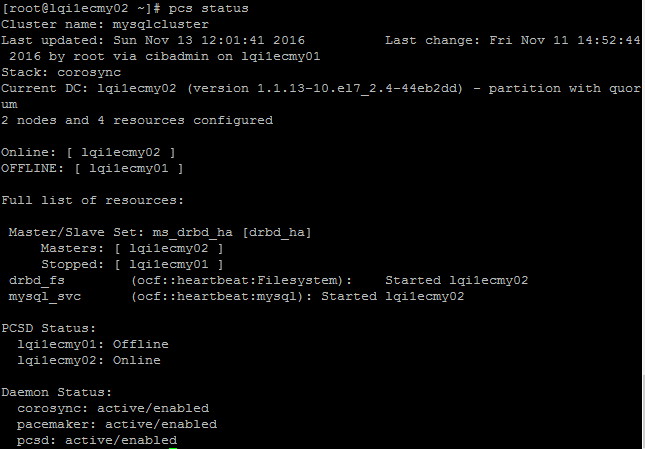 [root@lqi1ecmy02 ~]# pcs status
Cluster name: mysqlcluster
Last updated: Sun Nov 13 12:01:41 2016          Last change: Fri Nov 11 14:52:44
 2016 by root via cibadmin on lqi1ecmy01
Stack: corosync
Current DC: lqi1ecmy02 (version 1.1.13-10.el7_2.4-44eb2dd) - partition with quor
um
2 nodes and 4 resources configured

Online: [ lqi1ecmy02 ]
OFFLINE: [ lqi1ecmy01 ]

Full list of resources:

 Master/Slave Set: ms_drbd_ha [drbd_ha]
     Masters: [ lqi1ecmy02 ]
     Stopped: [ lqi1ecmy01 ]
 drbd_fs        (ocf::heartbeat:Filesystem):    Started lqi1ecmy02
 mysql_svc      (ocf::heartbeat:mysql): Started lqi1ecmy02

PCSD Status:
  lqi1ecmy01: Offline
  lqi1ecmy02: Online

Daemon Status:
  corosync: active/enabled
  pacemaker: active/enabled
  pcsd: active/enabled